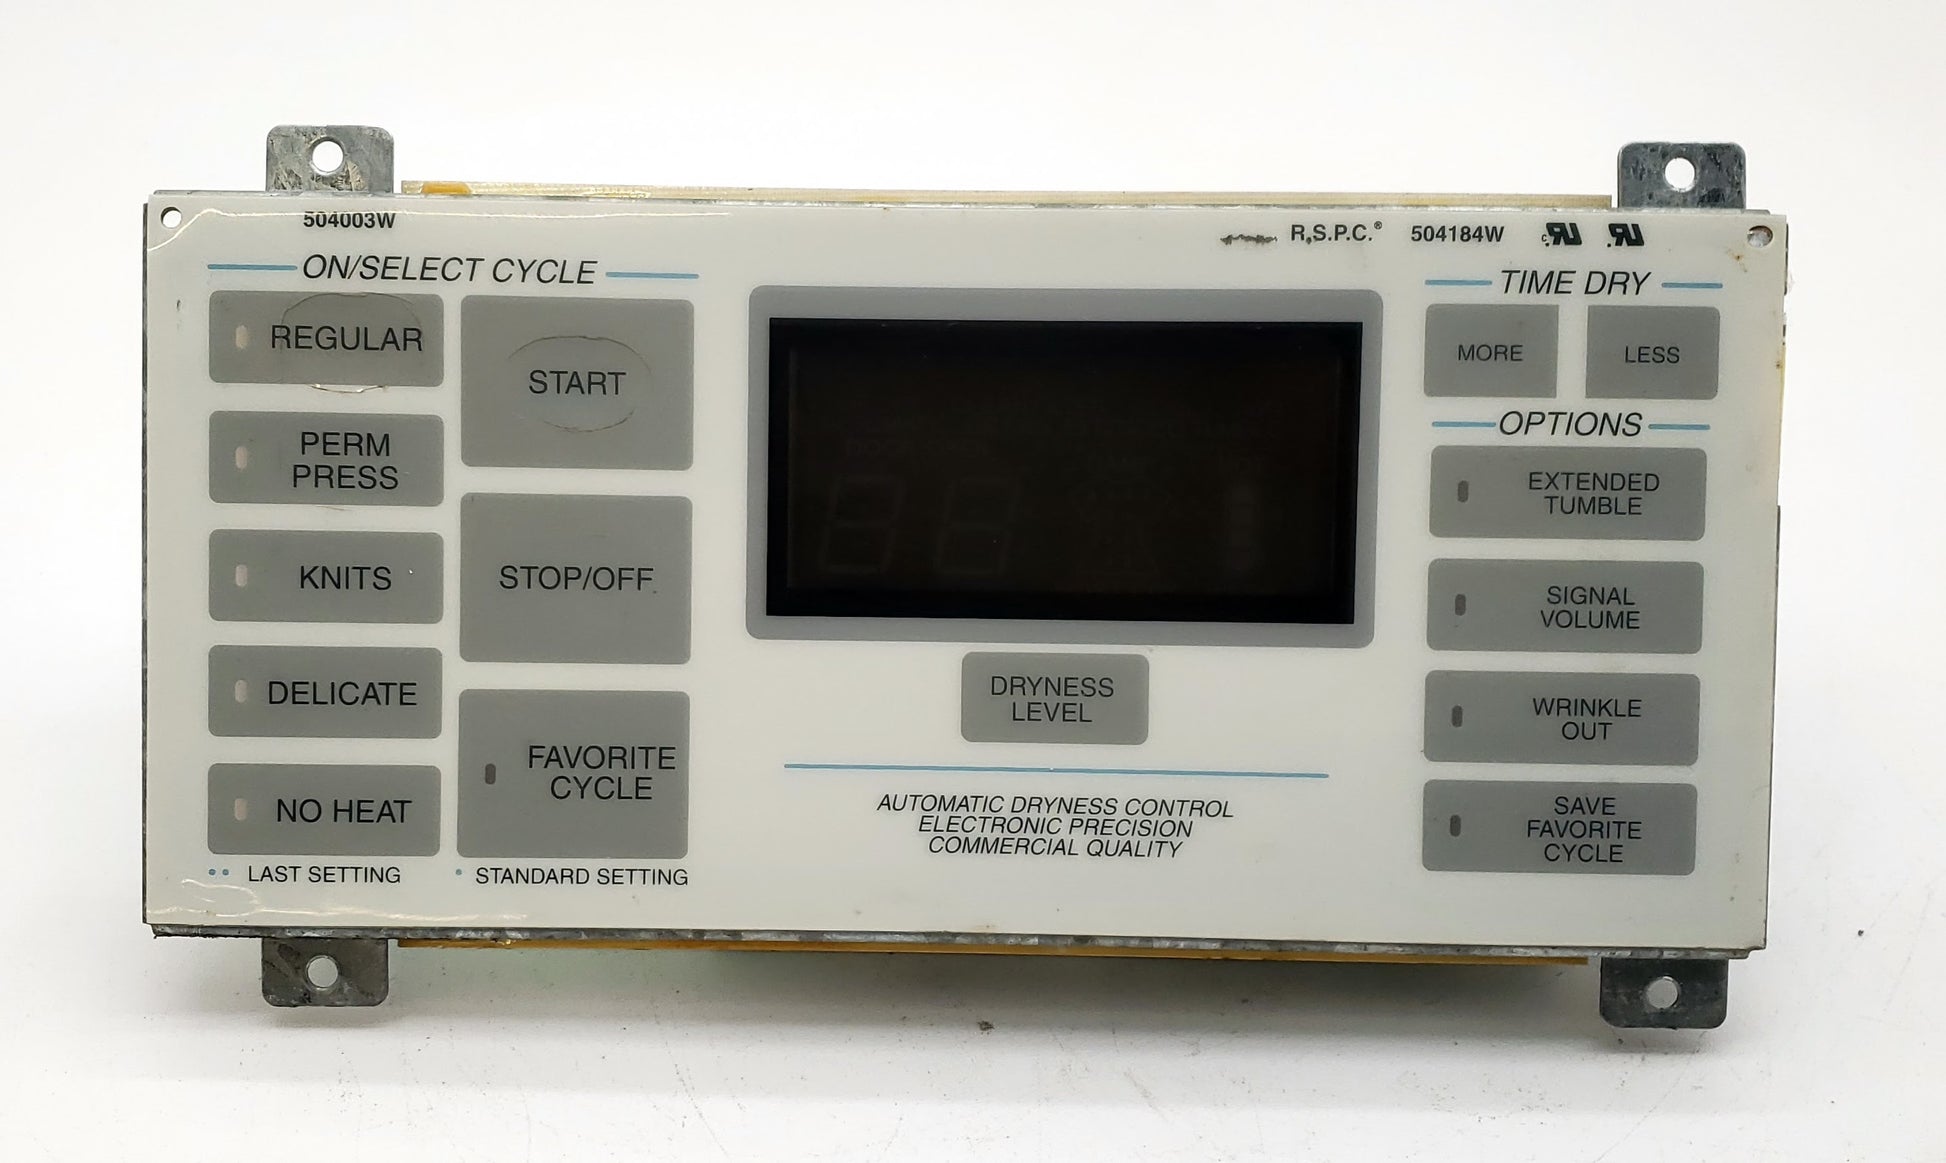 504003W
R.S.P.C.® 504184W
ON/SELECT CYCLE
REGULAR
PERM
PRESS
KNITS
DELICATE
NO HEAT
START
STOP/OFF
FAVORITE
CYCLE
•• LAST SETTING
• STANDARD SETTING
DRYNESS
LEVEL
AUTOMATIC DRYNESS CONTROL
ELECTRONIC PRECISION
COMMERCIAL QUALITY
TIME DRY
MORE
LESS
OPTIONS
EXTENDED
TUMBLE
SIGNAL
VOLUME
WRINKLE
OUT
SAVE
FAVORITE
CYCLE